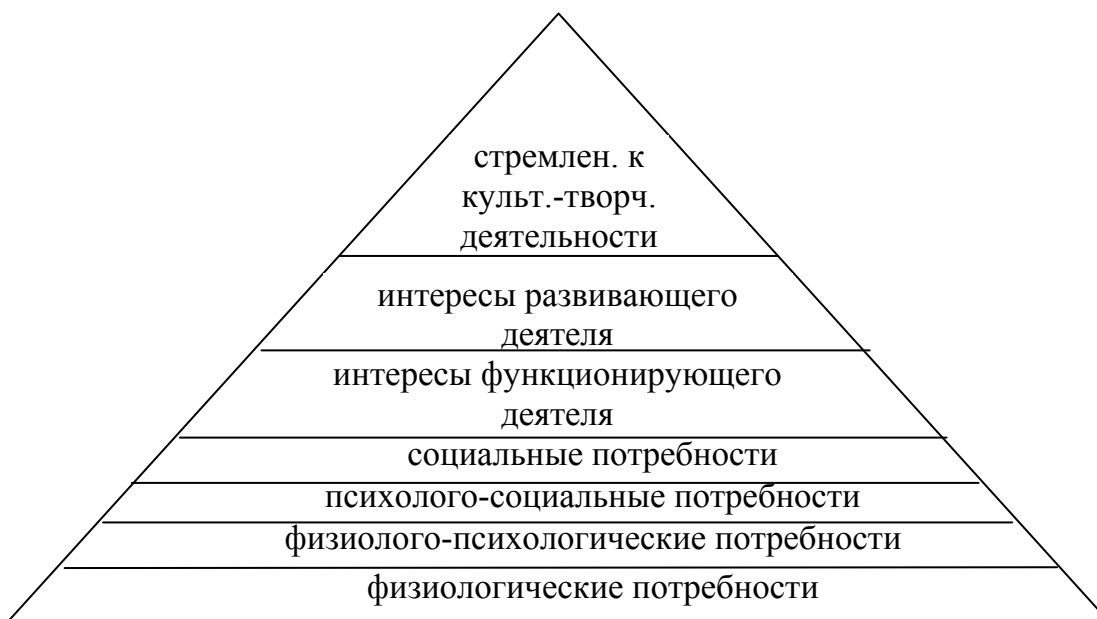 стремлен. к
культ.-творч.
деятельности
интересы развивающего
деятеля
интересы функционирующего
деятеля
социальные потребности
психолого-социальные потребности
физиолого-психологические потребности
физиологические потребности